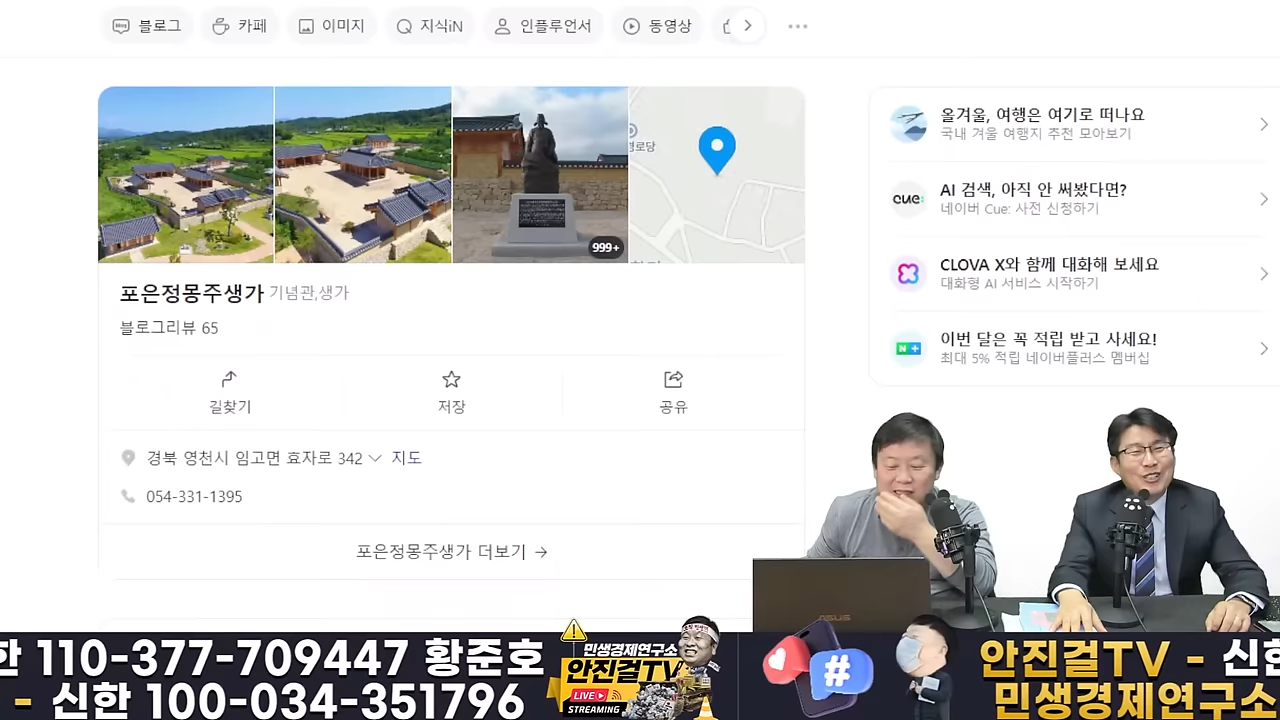 블로그
카페
이미지
지식iN
인플루언서
동영상
999+
포은정몽주생가 기념관,생가
블로그리뷰 65
길찾기
저장
공유
경북 영천시 임고면 효자로 342 지도
054-331-1395
포은정몽주생가 더보기 →
올겨울, 여행은 여기로 떠나요
국내 겨울 여행지 추천 모아보기
cue:
AI 검색, 아직 안 써봤다면?
네이버 Cue: 사전 신청하기
CLOVA X와 함께 대화해 보세요
대화형 AI 서비스 시작하기
N +
이번 달은 꼭 적립 받고 사세요!
최대 5% 적립 네이버플러스 멤버십
ASUS
한 110-377-709447 황준호
- 신한 100-034-351796
민생경제연구소
안진걸TV
LIVE
STREAMING
#
안진걸TV - 신한
민생경제연구소